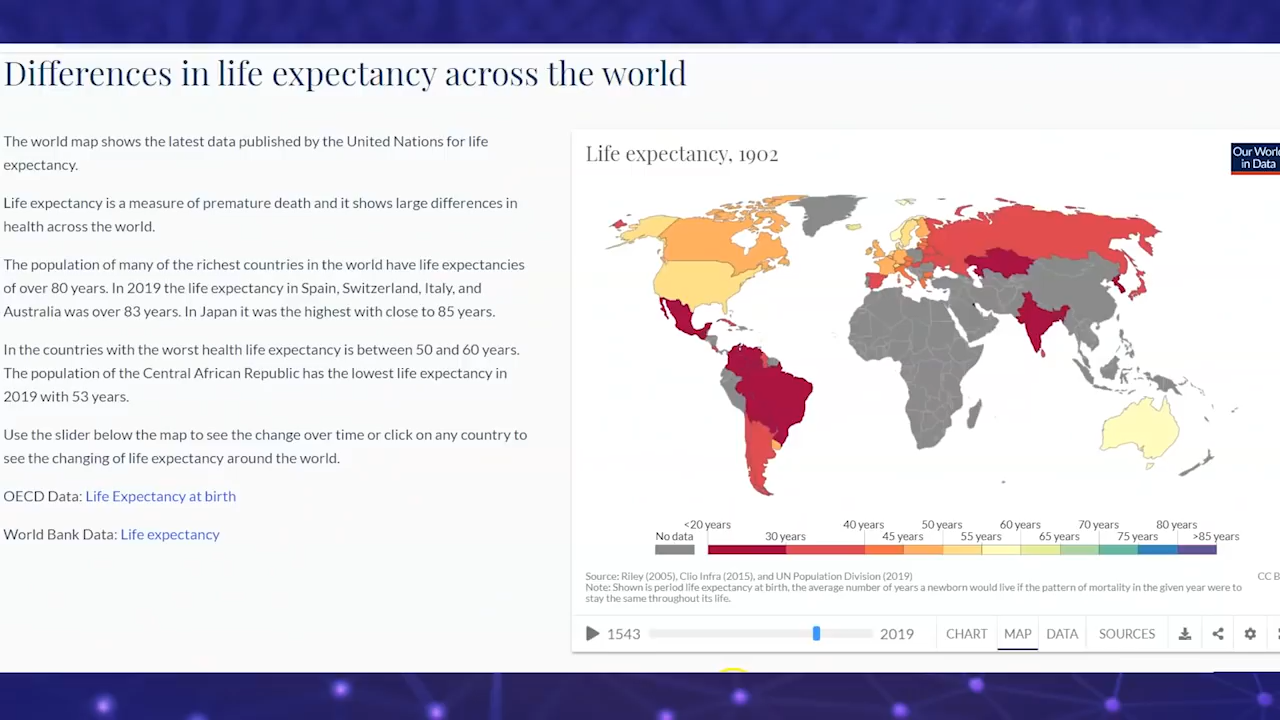 Differences in life expectancy across the world
The world map shows the latest data published by the United Nations for life
expectancy.
Life expectancy is a measure of premature death and it shows large differences in
health across the world.
The population of many of the richest countries in the world have life expectancies
of over 80 years. In 2019 the life expectancy in Spain, Switzerland, Italy, and
Australia was over 83 years. In Japan it was the highest with close to 85 years.
In the countries with the worst health life expectancy is between 50 and 60 years.
The population of the Central African Republic has the lowest life expectancy in
2019 with 53 years.
Use the slider below the map to see the change over time or click on any country to
see the changing of life expectancy around the world.
OECD Data: Life Expectancy at birth
World Bank Data: Life expectancy
Life expectancy, 1902
Our World
in Data
<20 years 40 years 50 years 60 years 70 years 80 years
No data 30 years 45 years 55 years 65 years 75 years >85 years
Source: Riley (2005), Clio Infra (2015), and UN Population Division (2019)
CC B
Note: Shown is period life expectancy at birth, the average number of years a newborn would live if the pattern of mortality in the given year were to
stay the same throughout its life.
1543 2019 CHART MAP DATA SOURCES